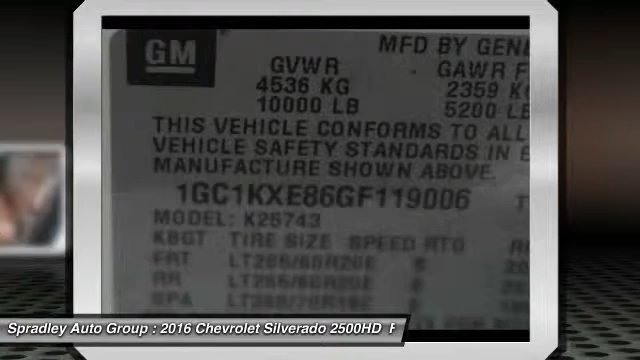 GM
MFD BY GENE
GVWR GAWR F
4536 KG 2359 KG
10000 LB 5200 LB
THIS VEHICLE CONFORMS TO ALL
VEHICLE SAFETY STANDARDS IN E
MANUFACTURE SHOWN ABOVE.
1GC1KXE86GF119006 T
MODEL: K25743
TIRE SIZE SPEED RTG
FRT
RR
SPA
Spradley Auto Group : 2016 Chevrolet Silverado 2500HD